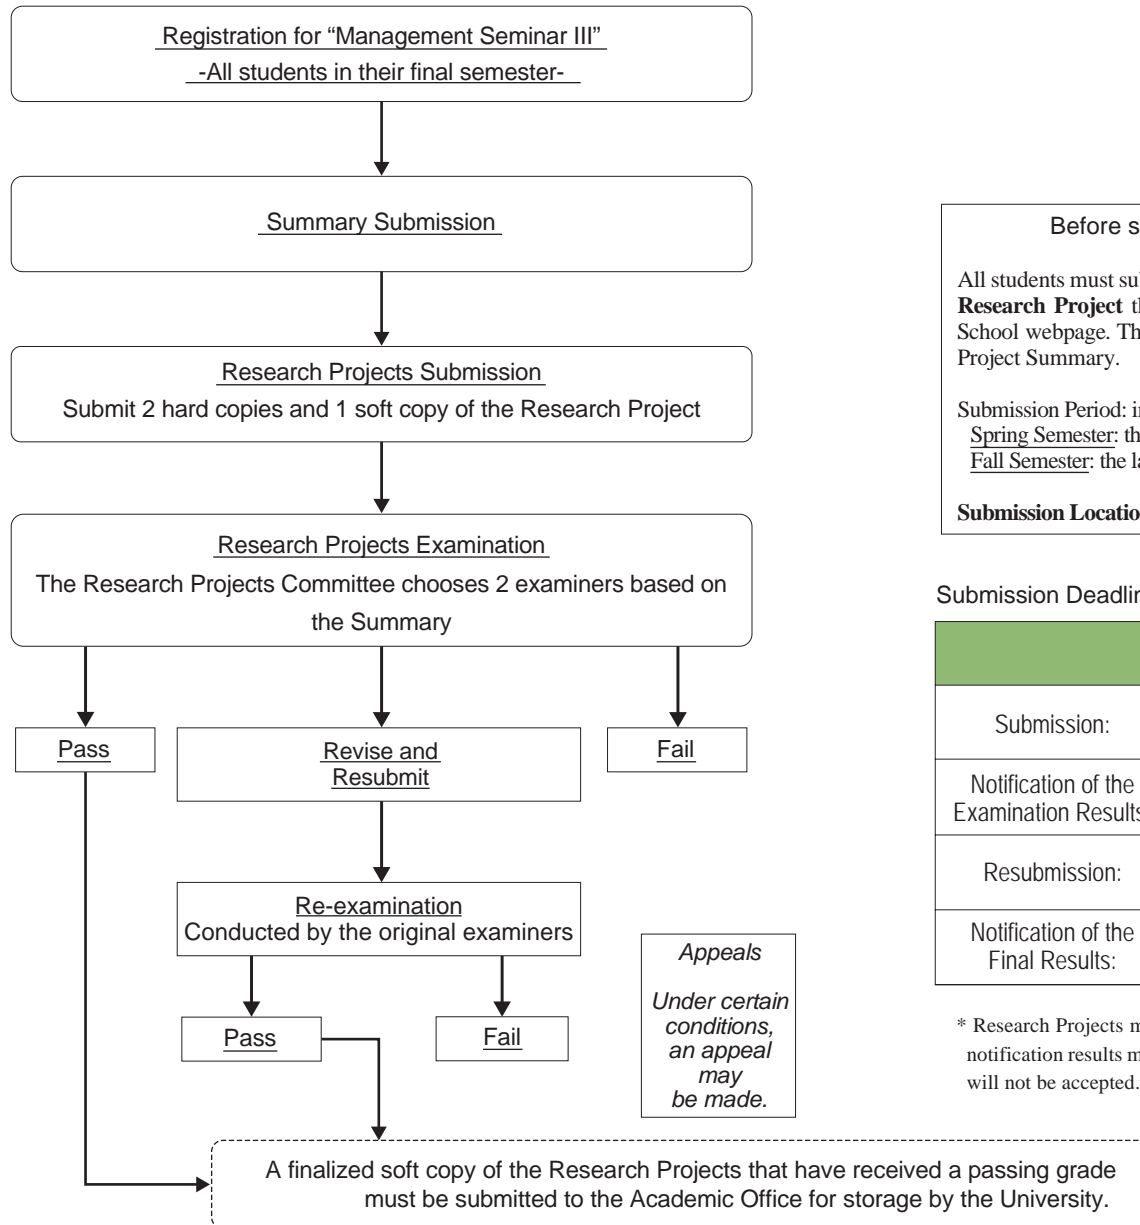 Registration for “Management Seminar III”
-All students in their final semester-
Summary Submission
Research Projects Submission
Submit 2 hard copies and 1 soft copy of the Research Project
Research Projects Examination
The Research Projects Committee chooses 2 examiners based on
the Summary
Pass
Revise and
Resubmit
Fail
Re-examination
Conducted by the original examiners
Pass
Fail
Appeals
Under certain
conditions,
an appeal
may
be made.
A finalized soft copy of the Research Projects that have received a passing grade
must be submitted to the Academic Office for storage by the University.
Before
All students must
Research Project
School webpage.
Project Summary.
Submission Period:
Spring Semester:
Fall Semester: the
Submission
Submission
Submission:
Notification of the
Examination
Resubmission:
Notification of the
Final Results:
* Research Projects
notification results
will not be accepted.